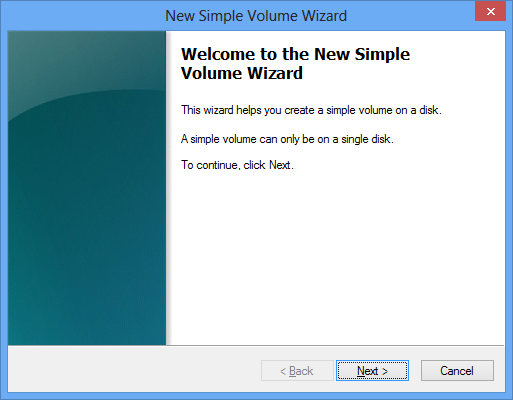 New Simple Volume Wizard
Welcome to the New Simple
Volume Wizard
This wizard helps you create a simple volume on a disk.
A simple volume can only be on a single disk.
To continue, click Next.
< Back
Next >
Cancel